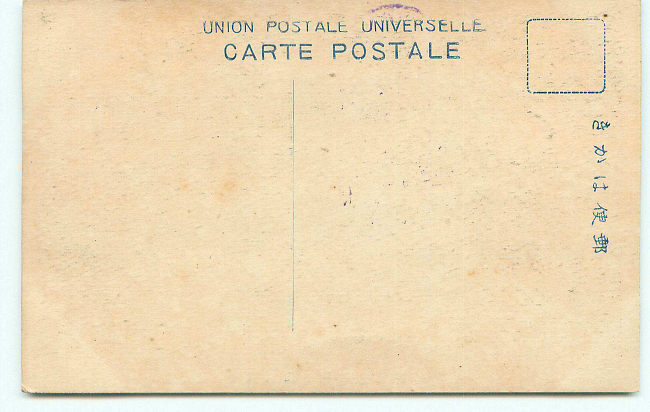 UNION POSTALE UNIVERSELLE
CARTE POSTALE
郵便はかき